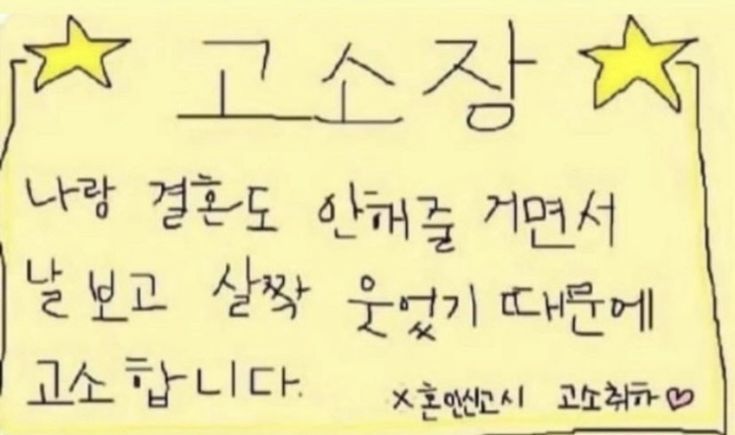 고소장
나랑 결혼도 안해줄 거면서
날 보고 살짝 웃었기 때문에
고소합니다. x혼인신고시 고소취하♡